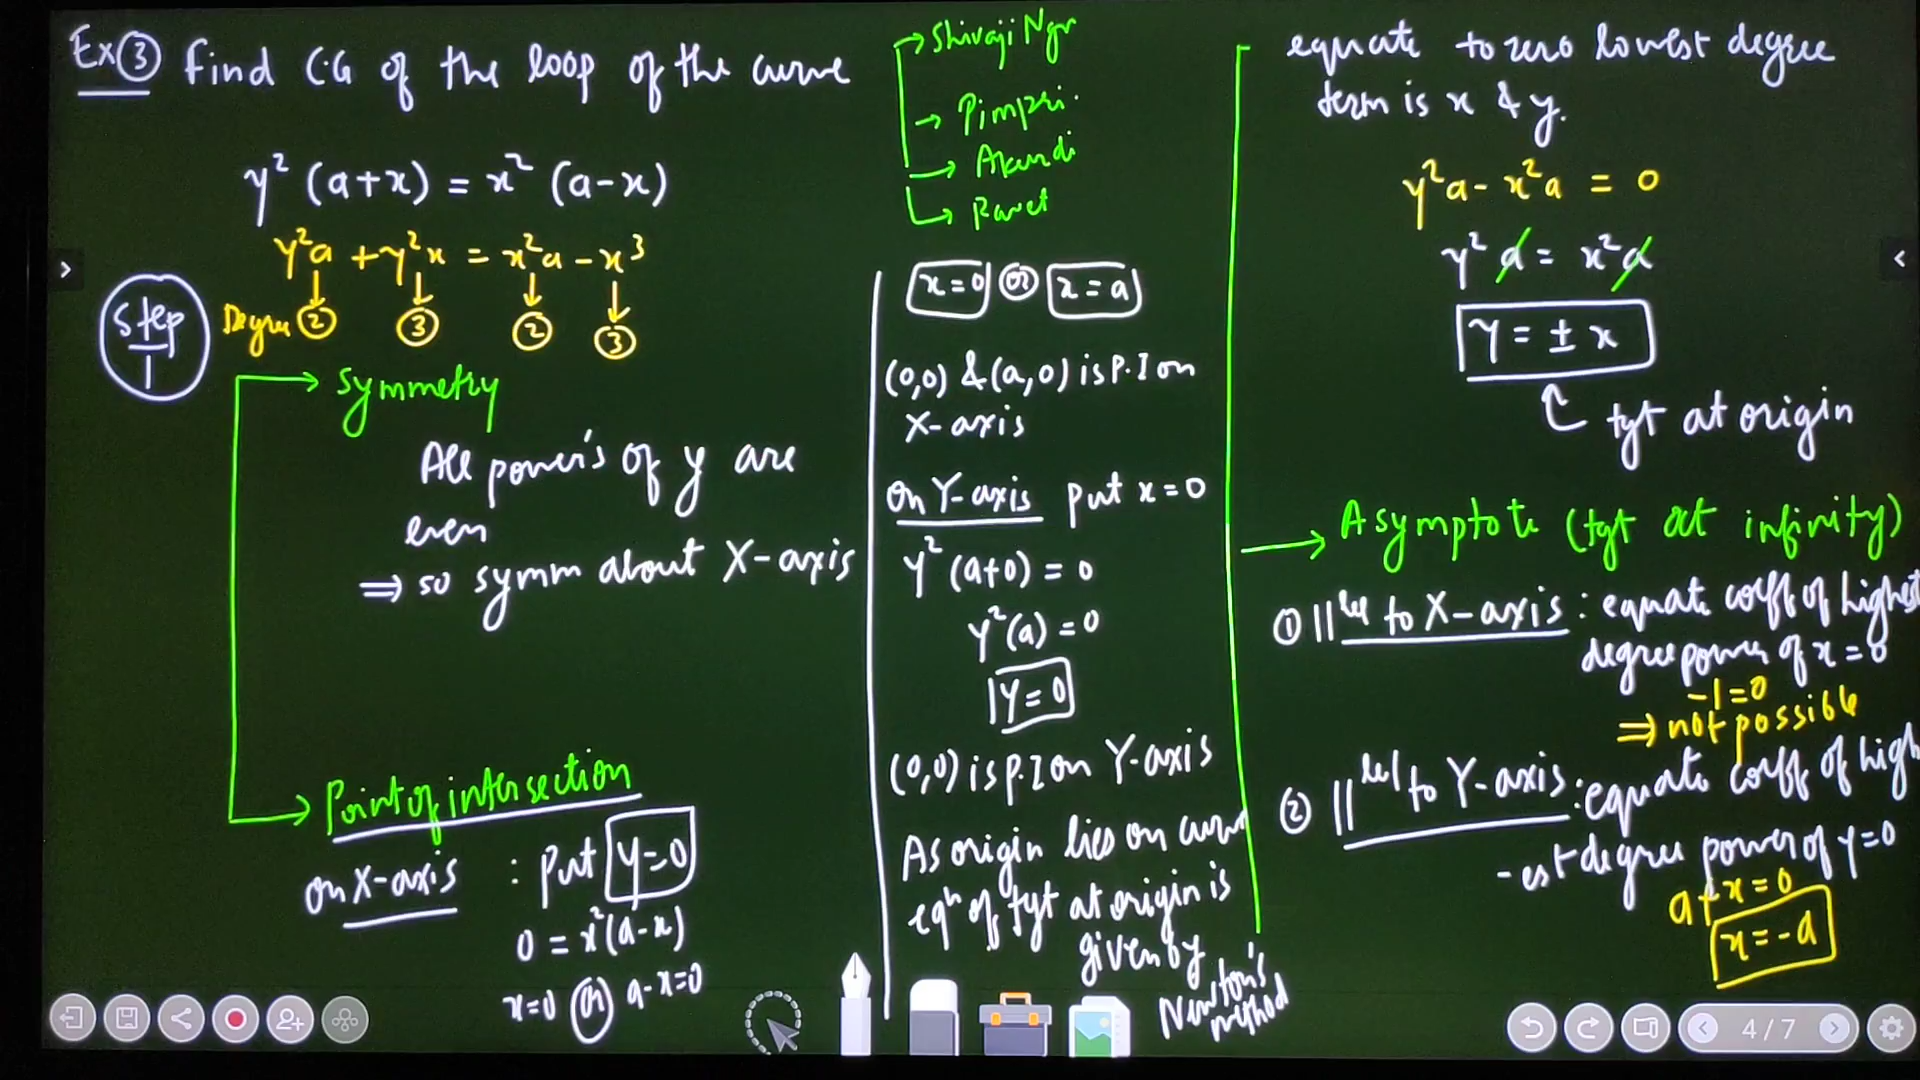 Ex ③ Find C.G of the loop of the curve
y² (a+x) = x² (a-x)
y²a + y²x = x²a - x³
Degree ② ③ ② ③
Step 1
Symmetry
All power's of y are
even
⇒ so symm about X-axis
Point of intersection
on X-axis : Put y=0
0 = x²(a-x)
x=0 or a-x=0
Shivaji Ngr
Pimpri.
Akurdi
Ravet
x=0 or x=a
(0,0) & (a,0) is P.I on
X-axis
on Y-axis put x=0
y² (a+0) = 0
y²(a) = 0
y=0
(0,0) is P.I on Y-axis
As origin lies on curve
eqⁿ of tgt at origin is
given by
Newton's
method
equate to zero lowest degree
term is x & y.
y²a - x²a = 0
y²a = x²a
y = ± x
tgt at origin
Asymptote (tgt at infinity)
① ||lel to X-axis : equate coeff of highest
degree power of x = 0
-1=0
⇒ not possible
② ||lel to Y-axis : equate coeff of high
-est degree power of y=0
a+x=0
x=-a
4/7